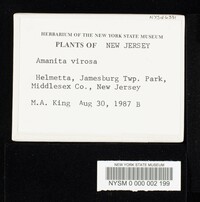 HERBARIUM OF THE NEW YORK STATE MUSEUM
PLANTS OF NEW JERSEY
Amanita virosa
Helmetta, Jamesburg Twp. Park,
Middlesex Co., New Jersey
M.A. King Aug 30, 1987 B
NEW YORK STATE MUSEUM
NYSM 0 000 002 199